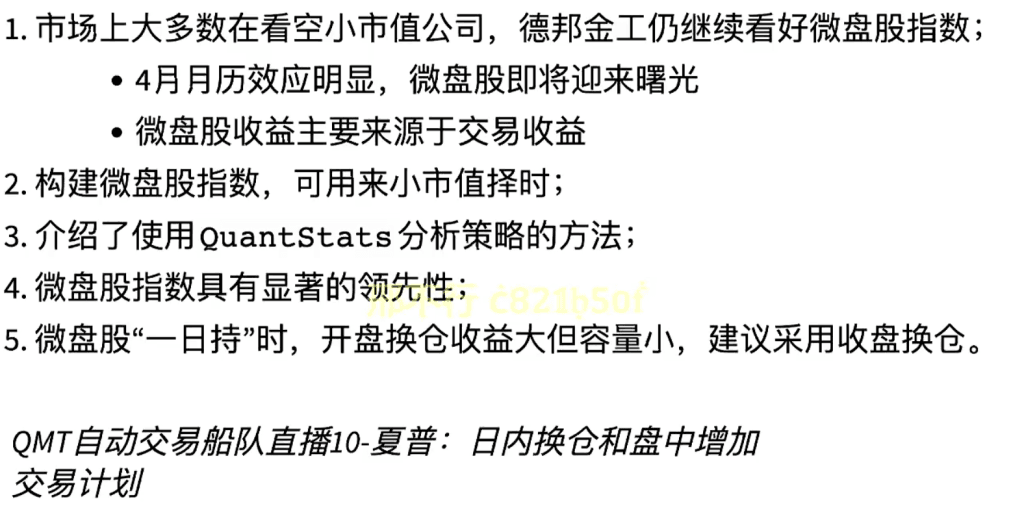 1. 市场上大多数在看空小市值公司，德邦金工仍继续看好微盘股指数；
• 4月月历效应明显，微盘股即将迎来曙光
• 微盘股收益主要来源于交易收益
2. 构建微盘股指数，可用来小市值择时；
3. 介绍了使用QuantStats分析策略的方法；
4. 微盘股指数具有显著的领先性；
5. 微盘股“一日持”时，开盘换仓收益大但容量小，建议采用收盘换仓。
QMT自动交易船队直播10-夏普：日内换仓和盘中增加
交易计划